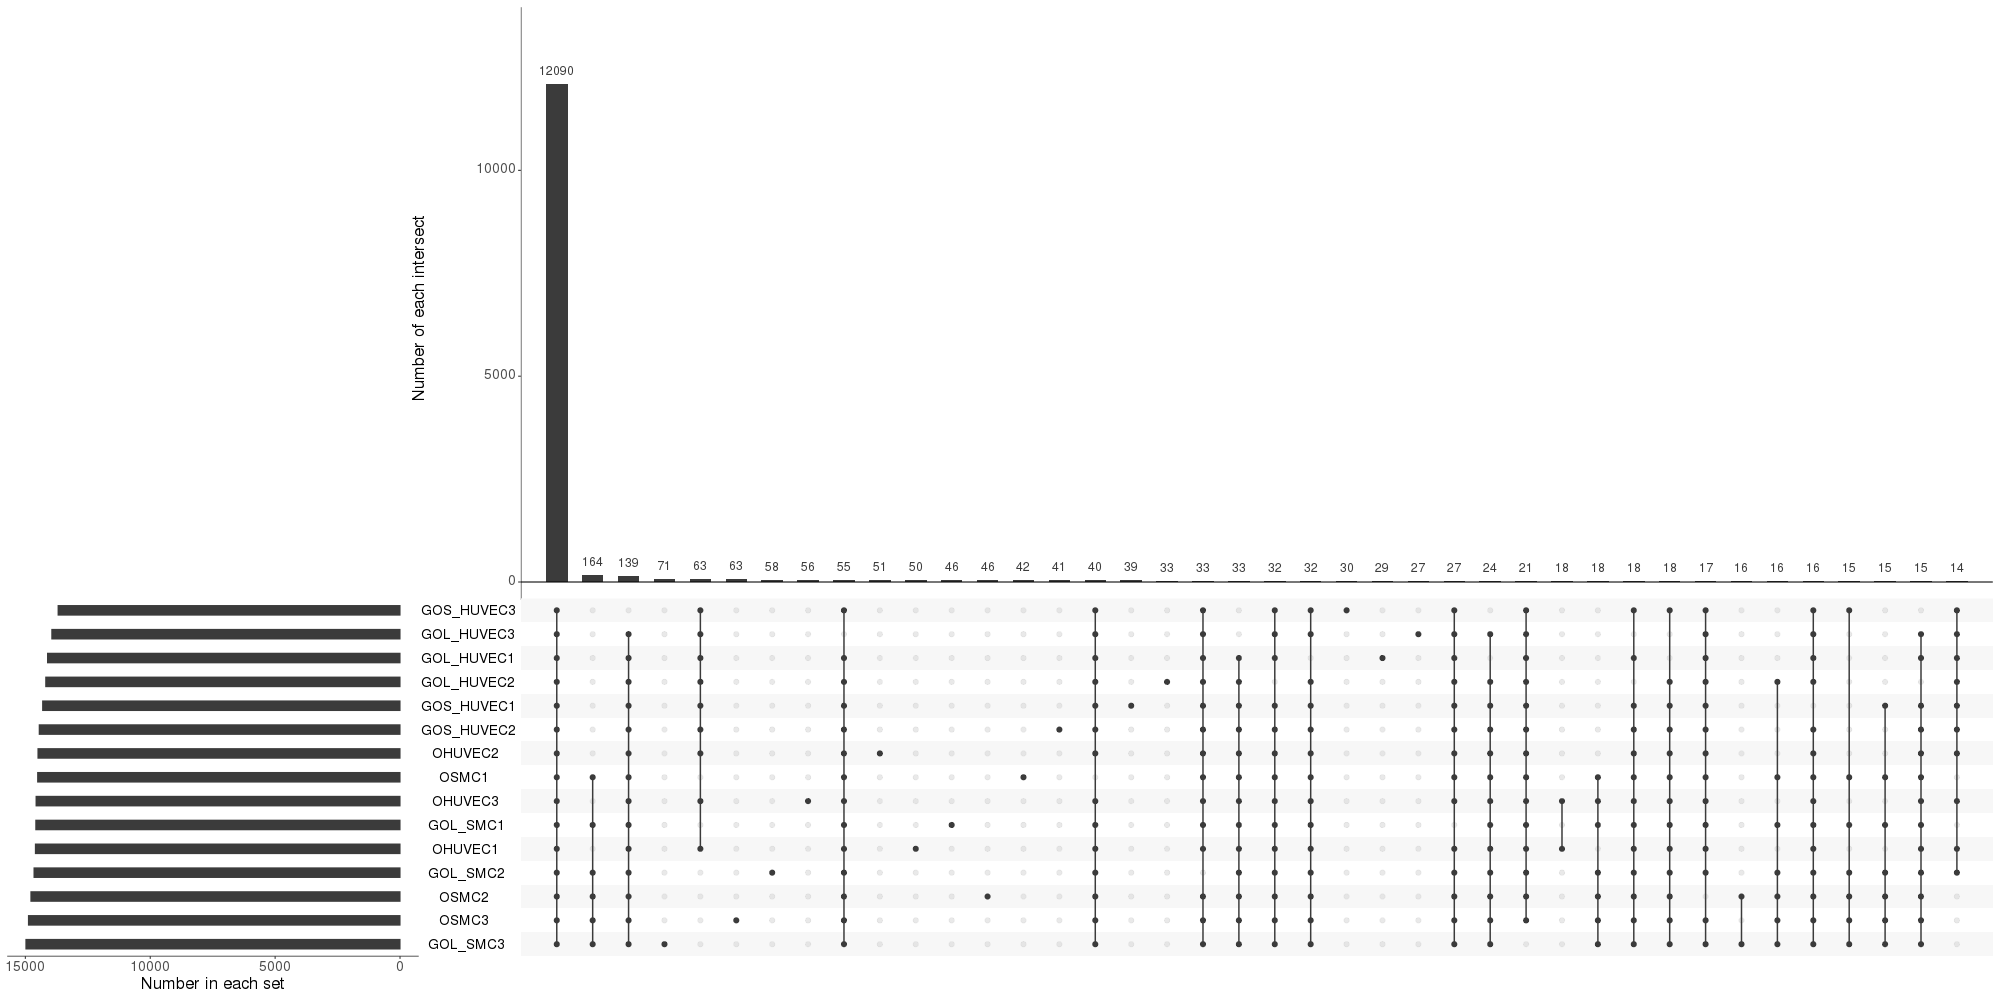 12090
10000
5000
0
Number of each intersect
164 139 71 63 63 58 56 55 51 50 46 46 42 41 40 39 33 33 33 32 32 30 29 27 27 24 21 18 18 18 18 17 16 16 16 15 15 15 14
GOS_HUVEC3
GOL_HUVEC3
GOL_HUVEC1
GOL_HUVEC2
GOS_HUVEC1
GOS_HUVEC2
OHUVEC2
OSMC1
OHUVEC3
GOL_SMC1
OHUVEC1
GOL_SMC2
OSMC2
OSMC3
GOL_SMC3
15000 10000 5000 0
Number in each set